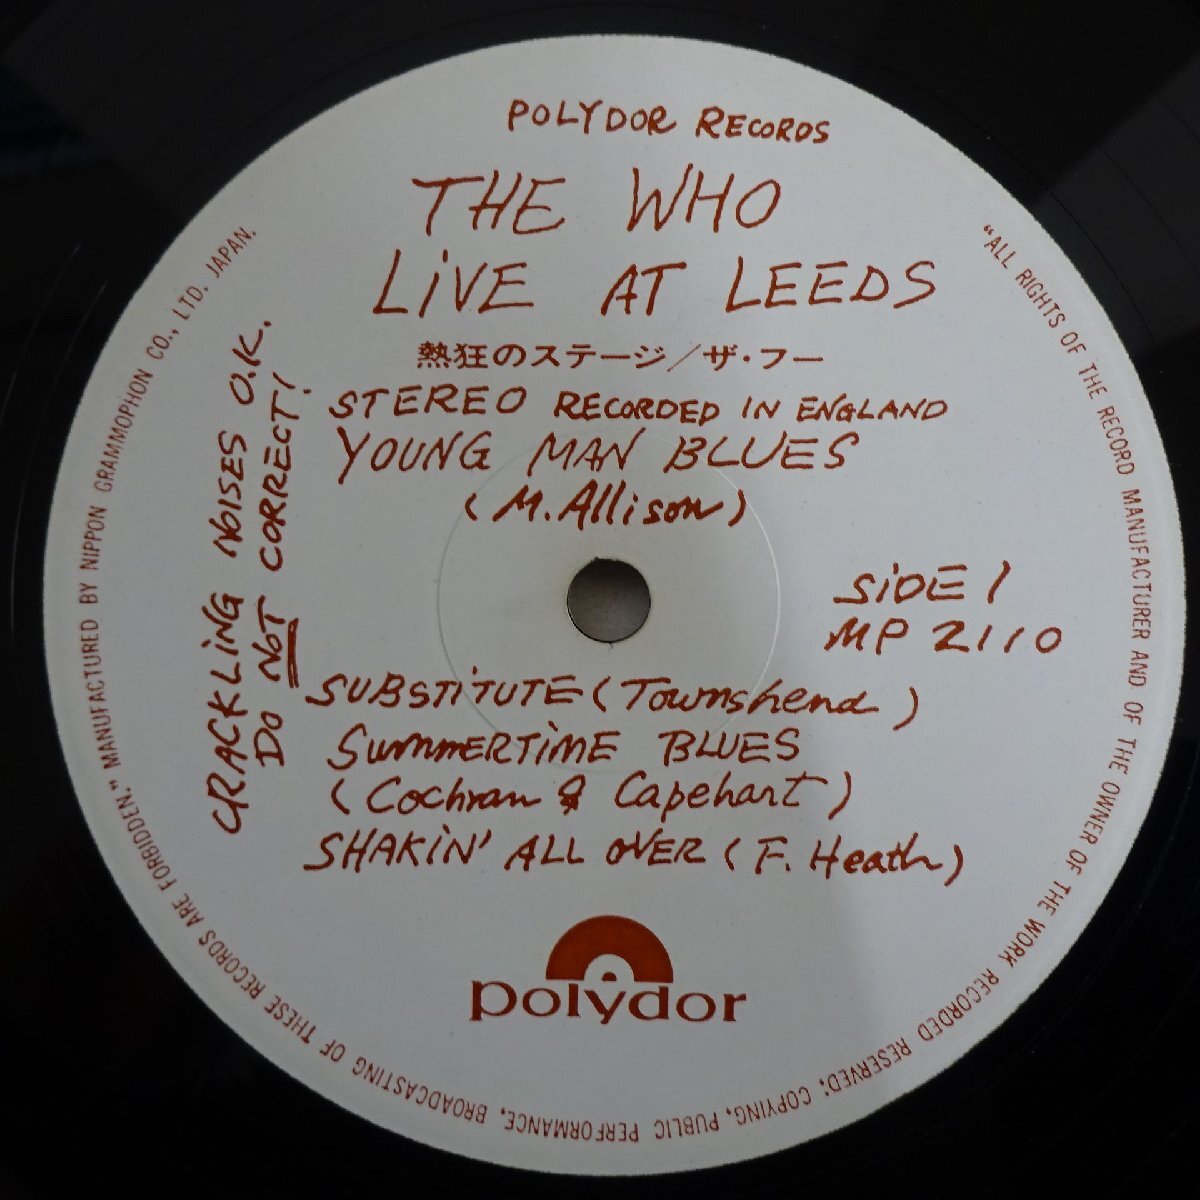 POLYDOR RECORDS
THE WHO
LiVE AT LEEDS
熱狂のステージ/ザ・フー
STEREO RECORDED IN ENGLAND
YOUNG MAN BLUES
(M. Allison)
SiDE 1
MP 2110
CRACKLiNG NOISES O.K.
DO NOT CORRECT!
SUBSTiTUTE (Townshend)
SUMMERTiME BLUES
(Cochran & Capehart)
SHAKiN' ALL OVER (F. Heath)
polydor
"ALL RIGHTS OF THE RECORD MANUFACTURER AND OF THE OWNER OF THE WORK RECORDED RESERVED; COPYING, PUBLIC PERFORMANCE, BROADCASTING OF THESE RECORDS ARE FORBIDDEN." MANUFACTURED BY NIPPON GRAMMOPHON CO., LTD. JAPAN.